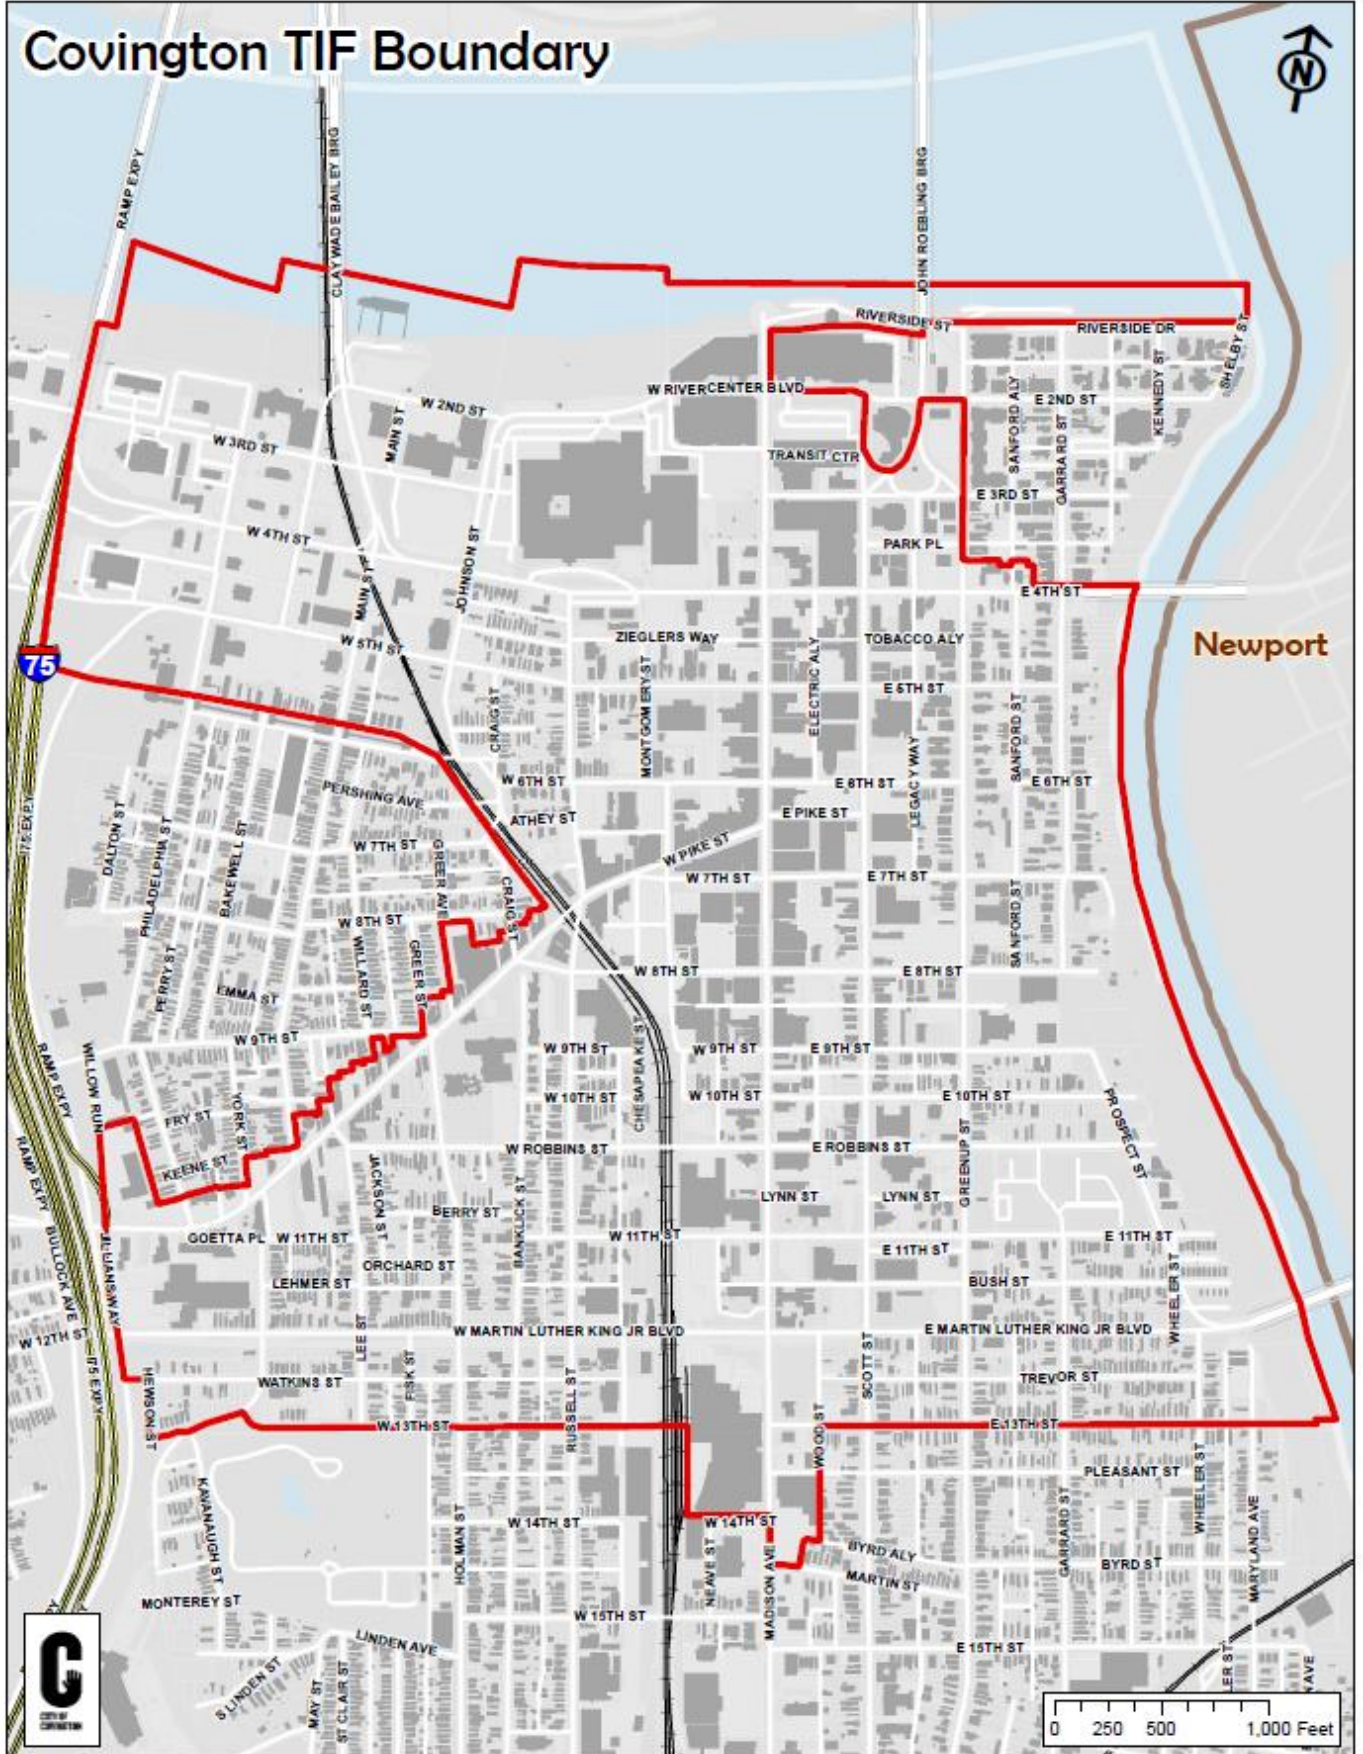 Covington TIF Boundary
N
RAMP EXPY
CLAY WADE BAILEY BRG
JOHN ROEBLING BRG
RIVERSIDE ST
RIVERSIDE DR
SHELBY ST
KENNEDY ST
W RIVERCENTER BLVD
E 2ND ST
SANFORD ALY
GARRARD ST
W 2ND ST
MAIN ST
W 3RD ST
TRANSIT CTR
E 3RD ST
W 4TH ST
JOHNSON ST
PARK PL
MAIN ST
E 4TH ST
W 5TH ST
ZIEGLERS WAY
TOBACCO ALY
Newport
75
MONTGOMERY ST
ELECTRIC ALY
E 5TH ST
CRAIG ST
SANFORD ST
LEGACY WAY
W 6TH ST
E 6TH ST
E 6TH ST
PERSHING AVE
ATHEY ST
E PIKE ST
75 EXPY
DALTON ST
PHILADELPHIA ST
BAKEWELL ST
W 7TH ST
GREER AVE
W PIKE ST
W 7TH ST
E 7TH ST
CRAIG ST
SANFORD ST
W 8TH ST
WILLARD ST
GREER ST
PERRY ST
W 8TH ST
E 8TH ST
EMMA ST
W 9TH ST
CHESAPEAKE ST
W 9TH ST
W 9TH ST
E 9TH ST
RAMP EXPY
WILLOW RUN
W 10TH ST
W 10TH ST
E 10TH ST
PROSPECT ST
FRY ST
YORK ST
KEENE ST
W ROBBINS ST
E ROBBINS ST
RAMP EXPY
JACKSON ST
BANKLICK ST
LYNN ST
LYNN ST
GREENUP ST
BERRY ST
BULLOCK AVE
GOETTA PL
W 11TH ST
W 11TH ST
E 11TH ST
E 11TH ST
ORCHARD ST
LEHMER ST
BUSH ST
WHEELER ST
W 12TH ST
LEE ST
W MARTIN LUTHER KING JR BLVD
E MARTIN LUTHER KING JR BLVD
I75 EXPY
HEWSON ST
WATKINS ST
FISK ST
RUSSELL ST
SCOTT ST
TREVOR ST
W 13TH ST
WOOD ST
E 13TH ST
PLEASANT ST
KAVANAUGH ST
HOLMAN ST
W 14TH ST
W 14TH ST
NEAVE ST
MADISON AVE
GARRARD ST
WHEELER ST
MARYLAND AVE
BYRD ALY
BYRD ST
MARTIN ST
MONTEREY ST
W 15TH ST
LINDEN AVE
E 15TH ST
S LINDEN ST
MAY ST
ST CLAIR ST
C
CITY OF
COVINGTON
0 250 500 1,000 Feet